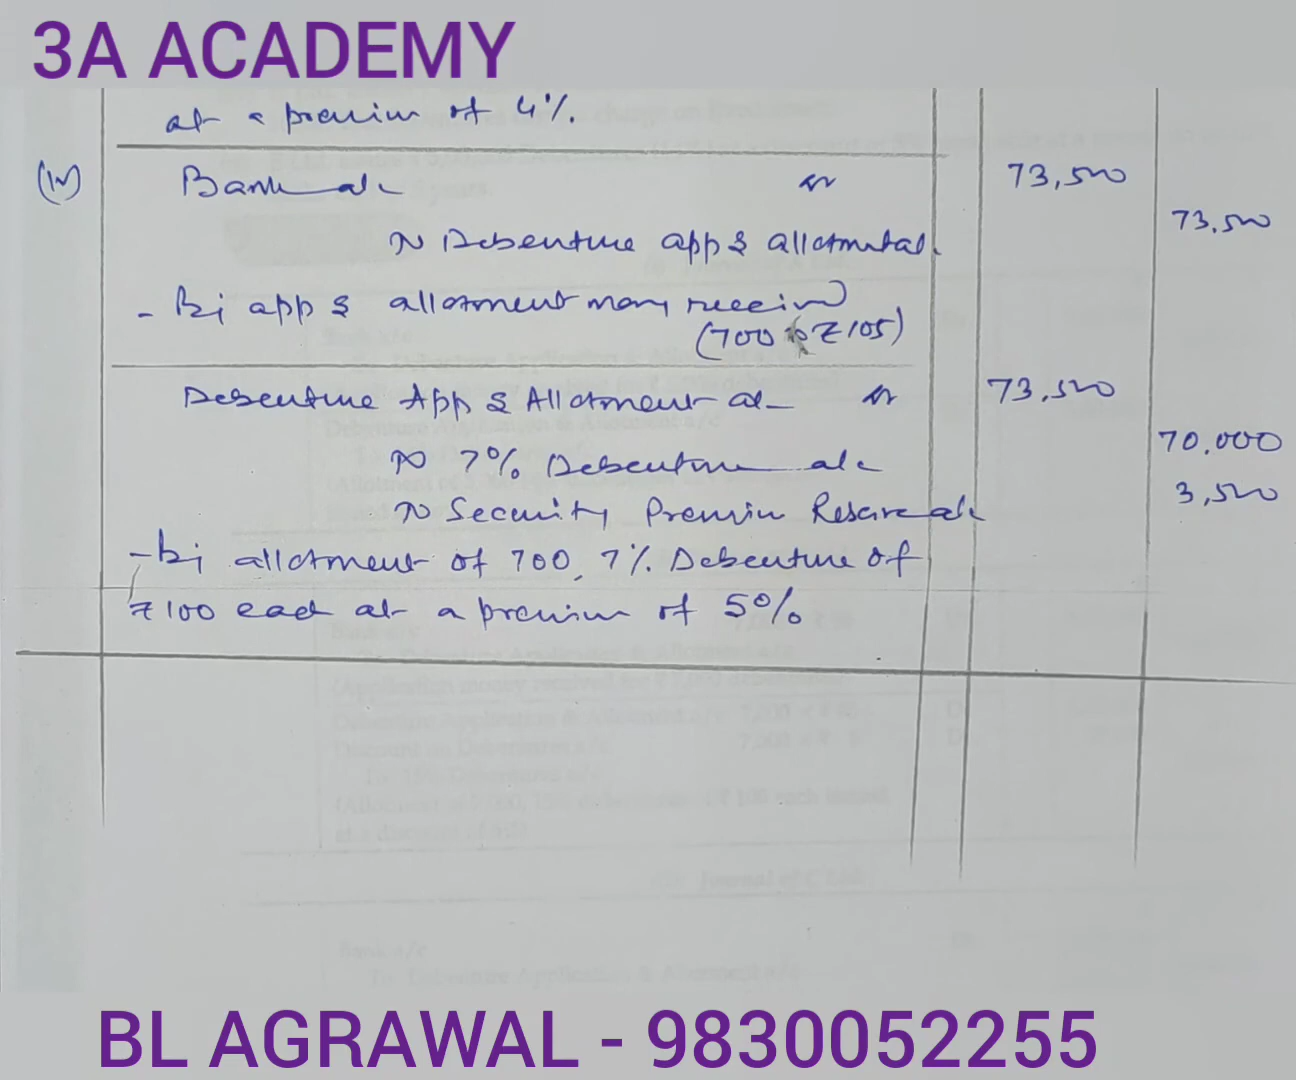 3A ACADEMY
at a premium of 4%.
(iv) Bank a/c Dr 73,500
To Debenture app & allotment a/c 73,500
- Bi app & allotment money received
(700 × ₹105)
Debenture App & Allotment a/c Dr 73,500
To 7% Debenture a/c 70,000
To Security Premium Reserve a/c 3,500
- Bi allotment of 700, 7% Debenture of
₹100 each at a premium of 5%
BL AGRAWAL - 9830052255